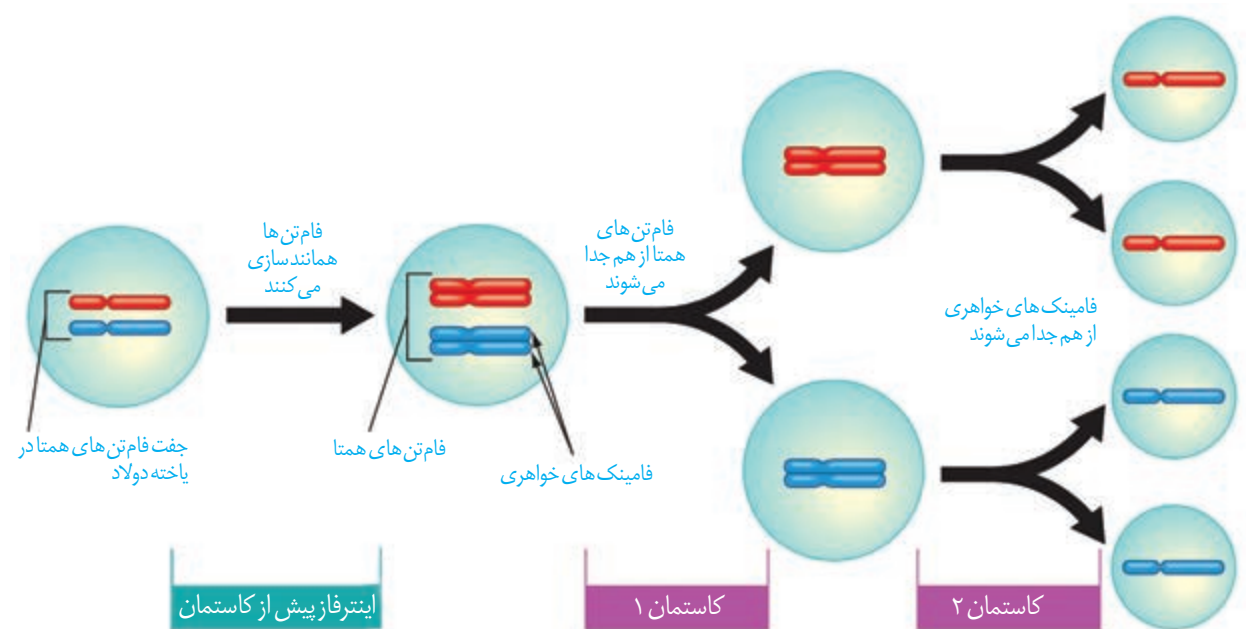 فام‌تن‌ها
همانندسازی
می‌کنند
فام‌تن‌های
همتا از هم جدا
می‌شوند
فامینک‌های خواهری
از هم جدا می‌شوند
جفت فام‌تن‌های همتا در
یاخته دولاد
فام‌تن‌های همتا
فامینک‌های خواهری
اینترفاز پیش از کاستمان
کاستمان ۱
کاستمان ۲